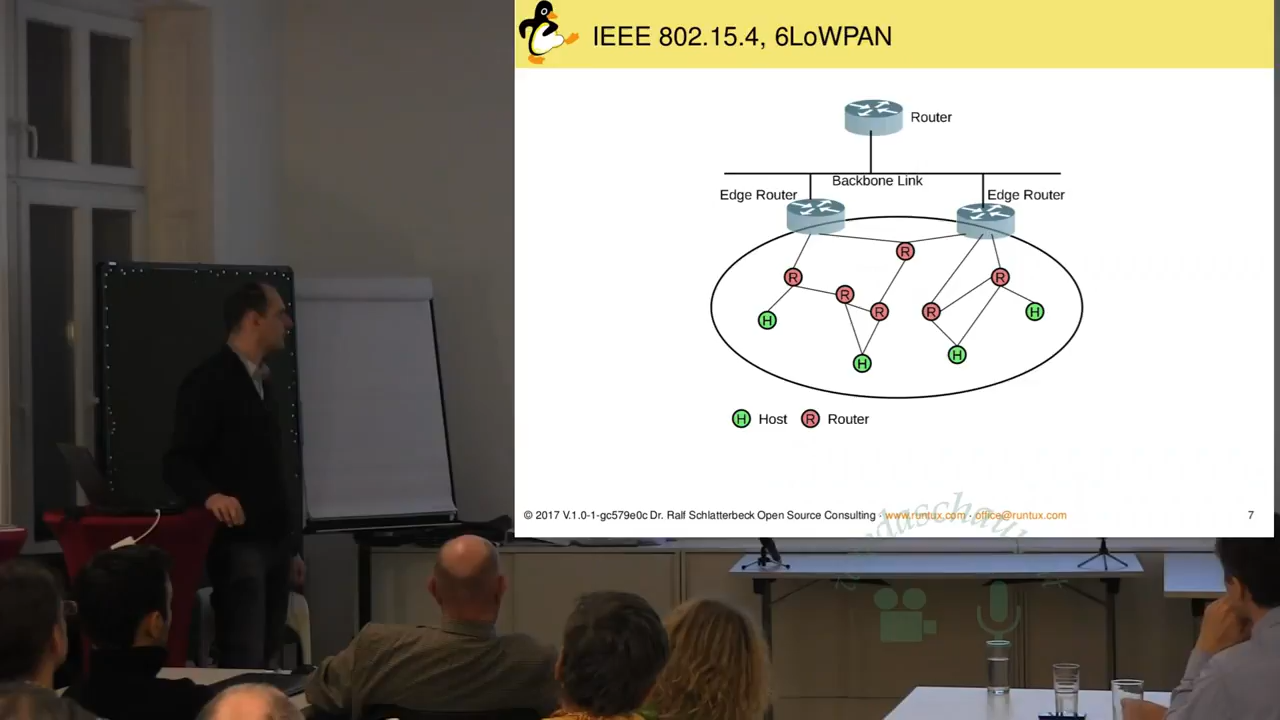 IEEE 802.15.4, 6LoWPAN
Router
Backbone Link
Edge Router
Edge Router
R
R
R
R
R
R
H
H
H
H
H Host R Router
© 2017 V.1.0-1-gc579e0c Dr. Ralf Schlatterbeck Open Source Consulting · www.runtux.com · office@runtux.com
7